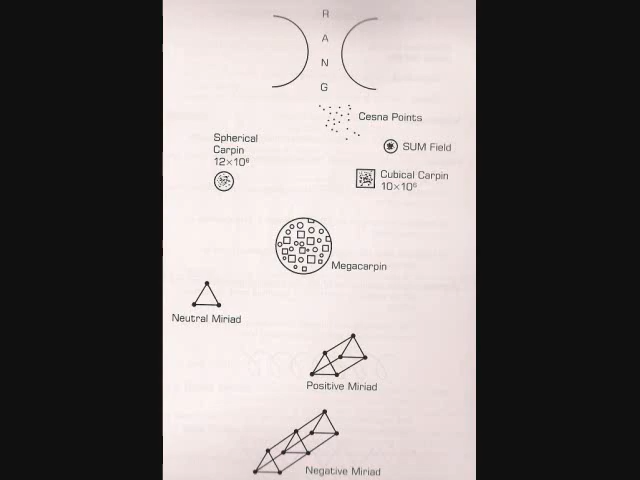 R
A
N
G
Cesna Points
SUM Field
Spherical
Carpin
12×10⁶
Cubical Carpin
10×10⁶
Megacarpin
Neutral Miriad
Positive Miriad
Negative Miriad